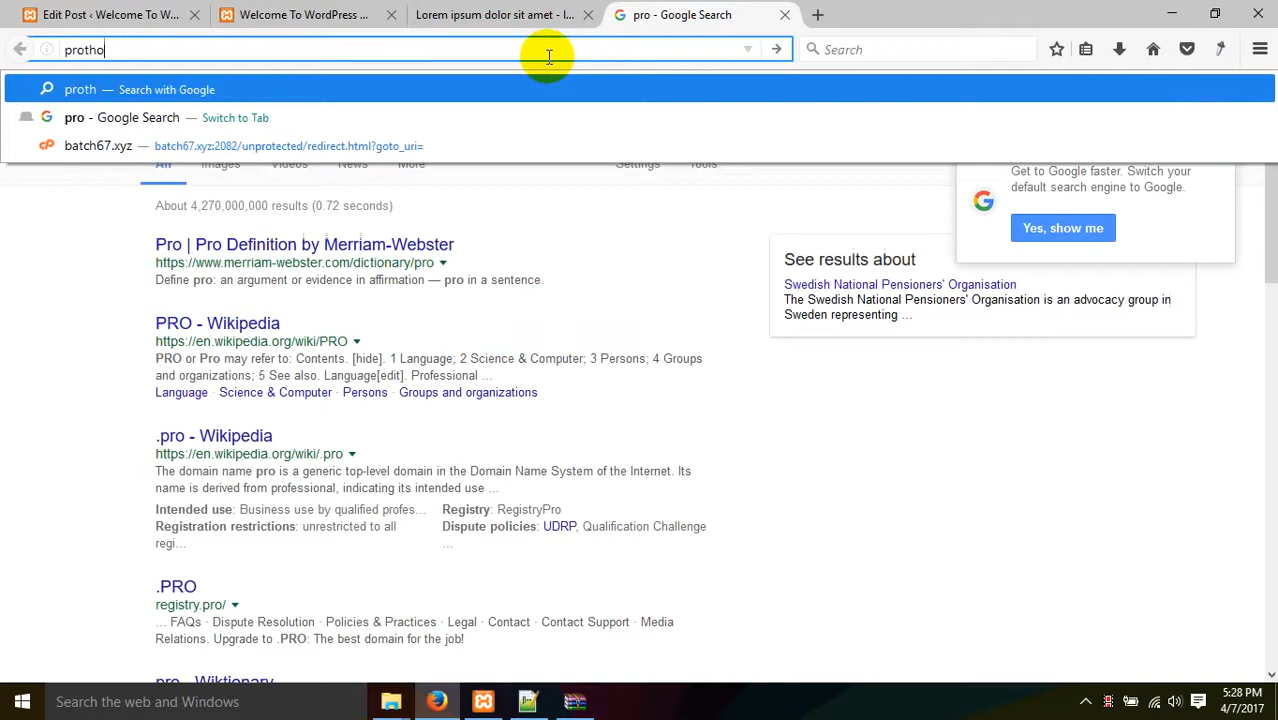 Edit Post ‹ Welcome To W...
Welcome To WordPress ...
Lorem ipsum dolor sit amet - I...
pro - Google Search
protho
Search
proth — Search with Google
pro - Google Search — Switch to Tab
batch67.xyz — batch67.xyz:2082/unprotected/redirect.html?goto_uri=
All Images Videos News More Settings Tools
Get to Google faster. Switch your
default search engine to Google.
Yes, show me
About 4,270,000,000 results (0.72 seconds)
Pro | Pro Definition by Merriam-Webster
https://www.merriam-webster.com/dictionary/pro
Define pro: an argument or evidence in affirmation — pro in a sentence.
See results about
Swedish National Pensioners' Organisation
The Swedish National Pensioners' Organisation is an advocacy group in
Sweden representing ...
PRO - Wikipedia
https://en.wikipedia.org/wiki/PRO
PRO or Pro may refer to: Contents. [hide]. 1 Language; 2 Science & Computer; 3 Persons; 4 Groups
and organizations; 5 See also. Language[edit]. Professional ...
Language · Science & Computer · Persons · Groups and organizations
.pro - Wikipedia
https://en.wikipedia.org/wiki/.pro
The domain name pro is a generic top-level domain in the Domain Name System of the Internet. Its
name is derived from professional, indicating its intended use ...
Intended use: Business use by qualified profes... Registry: RegistryPro
Registration restrictions: unrestricted to all Dispute policies: UDRP, Qualification Challenge
regi... ...
.PRO
registry.pro/
... FAQs · Dispute Resolution · Policies & Practices · Legal · Contact · Contact Support · Media
Relations. Upgrade to .PRO: The best domain for the job!
pro - Wiktionary
Search the web and Windows
5:28 PM
4/7/2017